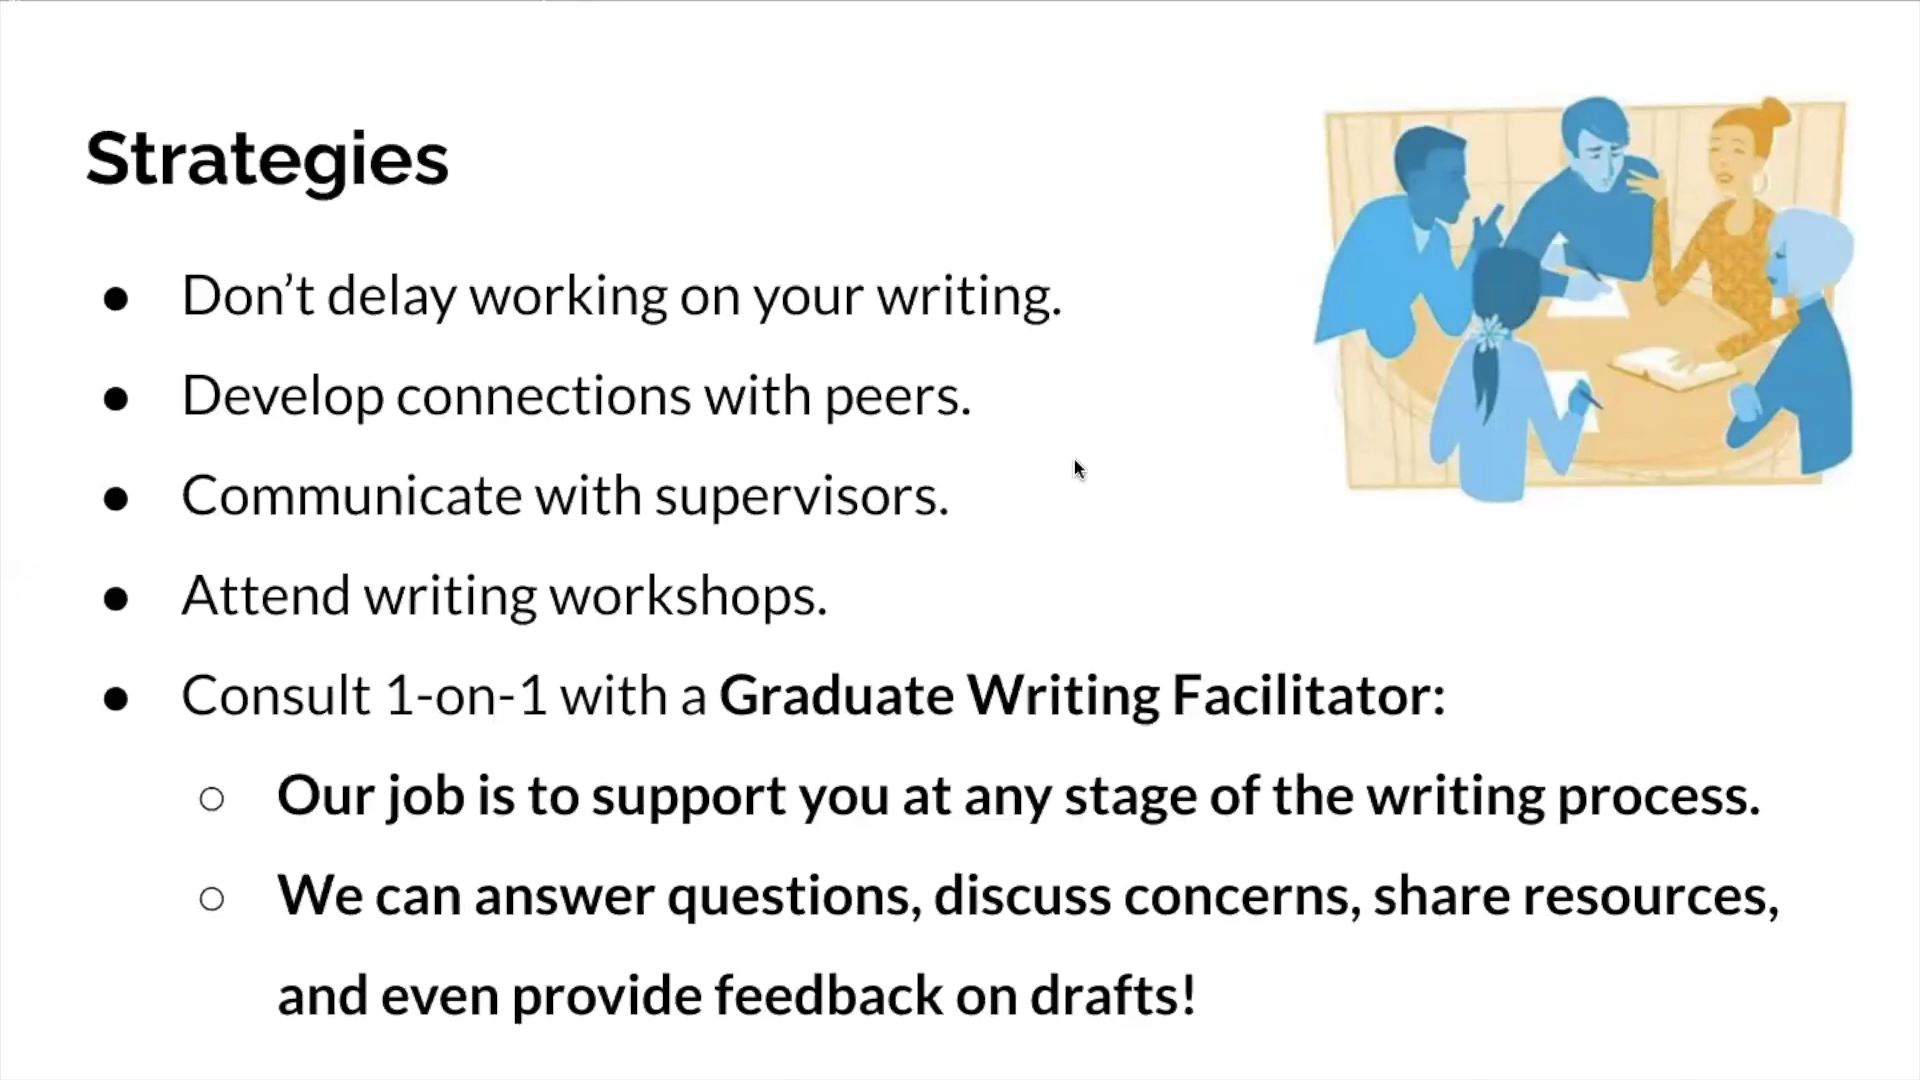 Strategies
● Don’t delay working on your writing.
● Develop connections with peers.
● Communicate with supervisors.
● Attend writing workshops.
● Consult 1-on-1 with a Graduate Writing Facilitator:
○ Our job is to support you at any stage of the writing process.
○ We can answer questions, discuss concerns, share resources,
and even provide feedback on drafts!